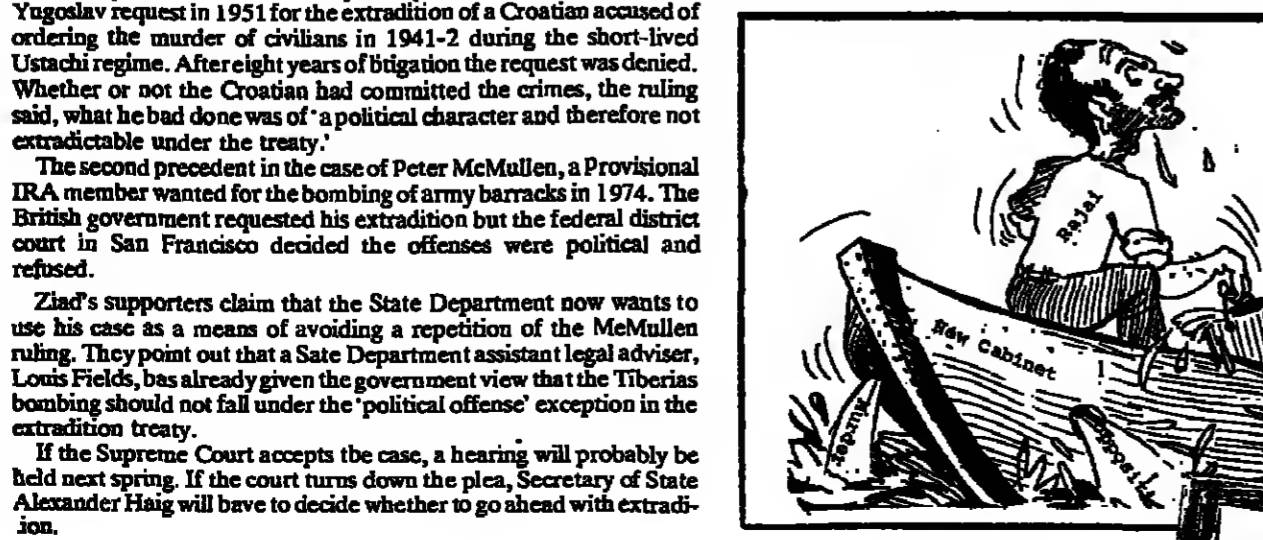 Yugoslav request in 1951 for the extradition of a Croatian accused of
ordering the murder of civilians in 1941-2 during the short-lived
Ustachi regime. After eight years of litigation the request was denied.
Whether or not the Croatian had committed the crimes, the ruling
said, what he bad done was of ‘a political character and therefore not
extradictable under the treaty.’
The second precedent in the case of Peter McMullen, a Provisional
IRA member wanted for the bombing of army barracks in 1974. The
British government requested his extradition but the federal district
court in San Francisco decided the offenses were political and
refused.
Ziad's supporters claim that the State Department now wants to
use his case as a means of avoiding a repetition of the MeMullen
ruling. They point out that a Sate Department assistant legal adviser,
Louis Fields, bas already given the government view that the Tiberias
bombing should not fall under the ‘political offense’ exception in the
extradition treaty.
If the Supreme Court accepts tbe case, a hearing will probably be
held next spring. If the court turns down the plea, Secretary of State
Alexander Haig will bave to decide whether to go ahead with extradi-
ion.
Rajai
New Cabinet